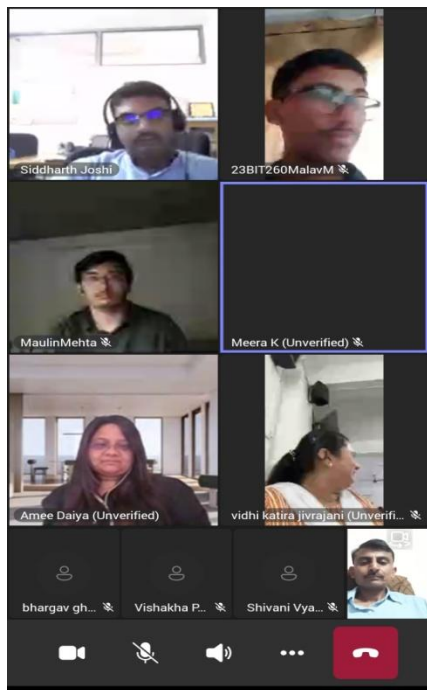 Siddharth Joshi
23BIT260MalavM
MaulinMehta
Meera K (Unverified)
Amee Daiya (Unverified)
vidhi katira jivrajani (Unverifi...
bhargav gh...
Vishakha P...
Shivani Vya...